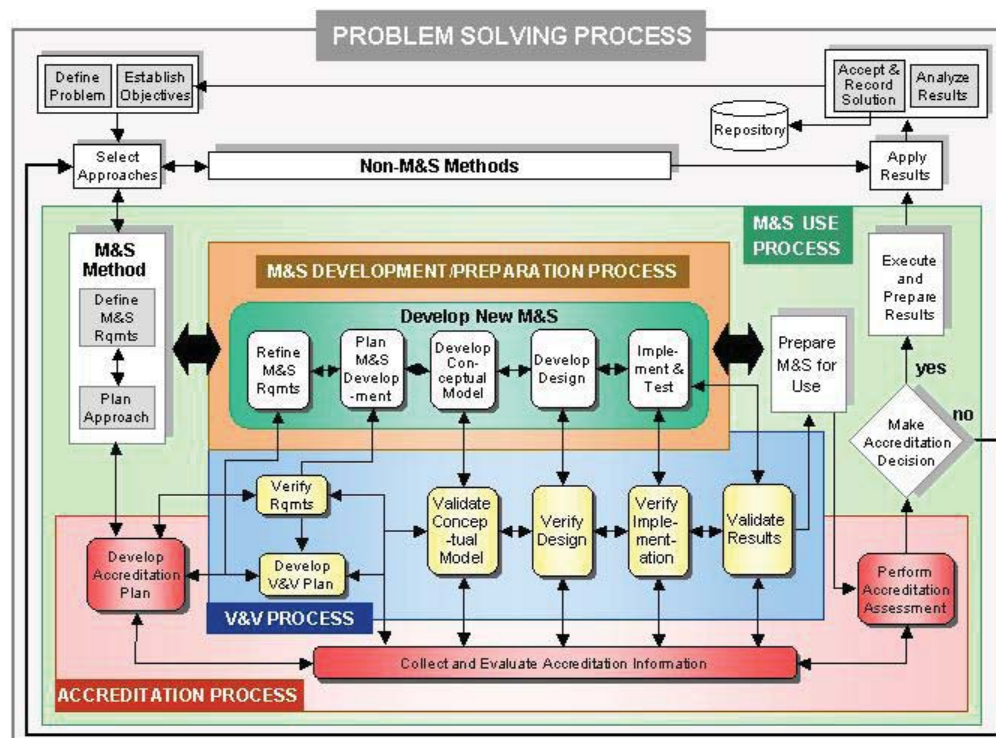 PROBLEM SOLVING PROCESS
Define
Problem
Establish
Objectives
Accept &
Record
Solution
Analyze
Results
Repository
Select
Approaches
Non-M&S Methods
Apply
Results
M&S USE
PROCESS
M&S
Method
Define
M&S
Rqmts
Plan
Approach
M&S DEVELOPMENT/PREPARATION PROCESS
Develop New M&S
Refine
M&S
Rqmts
Plan
M&S
Develop-
ment
Develop
Con-
ceptual
Model
Develop
Design
Imple-
ment &
Test
Prepare
M&S for
Use
Execute
and
Prepare
Results
yes
no
Make
Accreditation
Decision
Verify
Rqmts
Develop
V&V Plan
Validate
Concep-
-tual
Model
Verify
Design
Verify
Imple-
ment-
ation
Validate
Results
V&V PROCESS
Develop
Accreditation
Plan
Perform
Accreditation
Assessment
Collect and Evaluate Accreditation Information
ACCREDITATION PROCESS